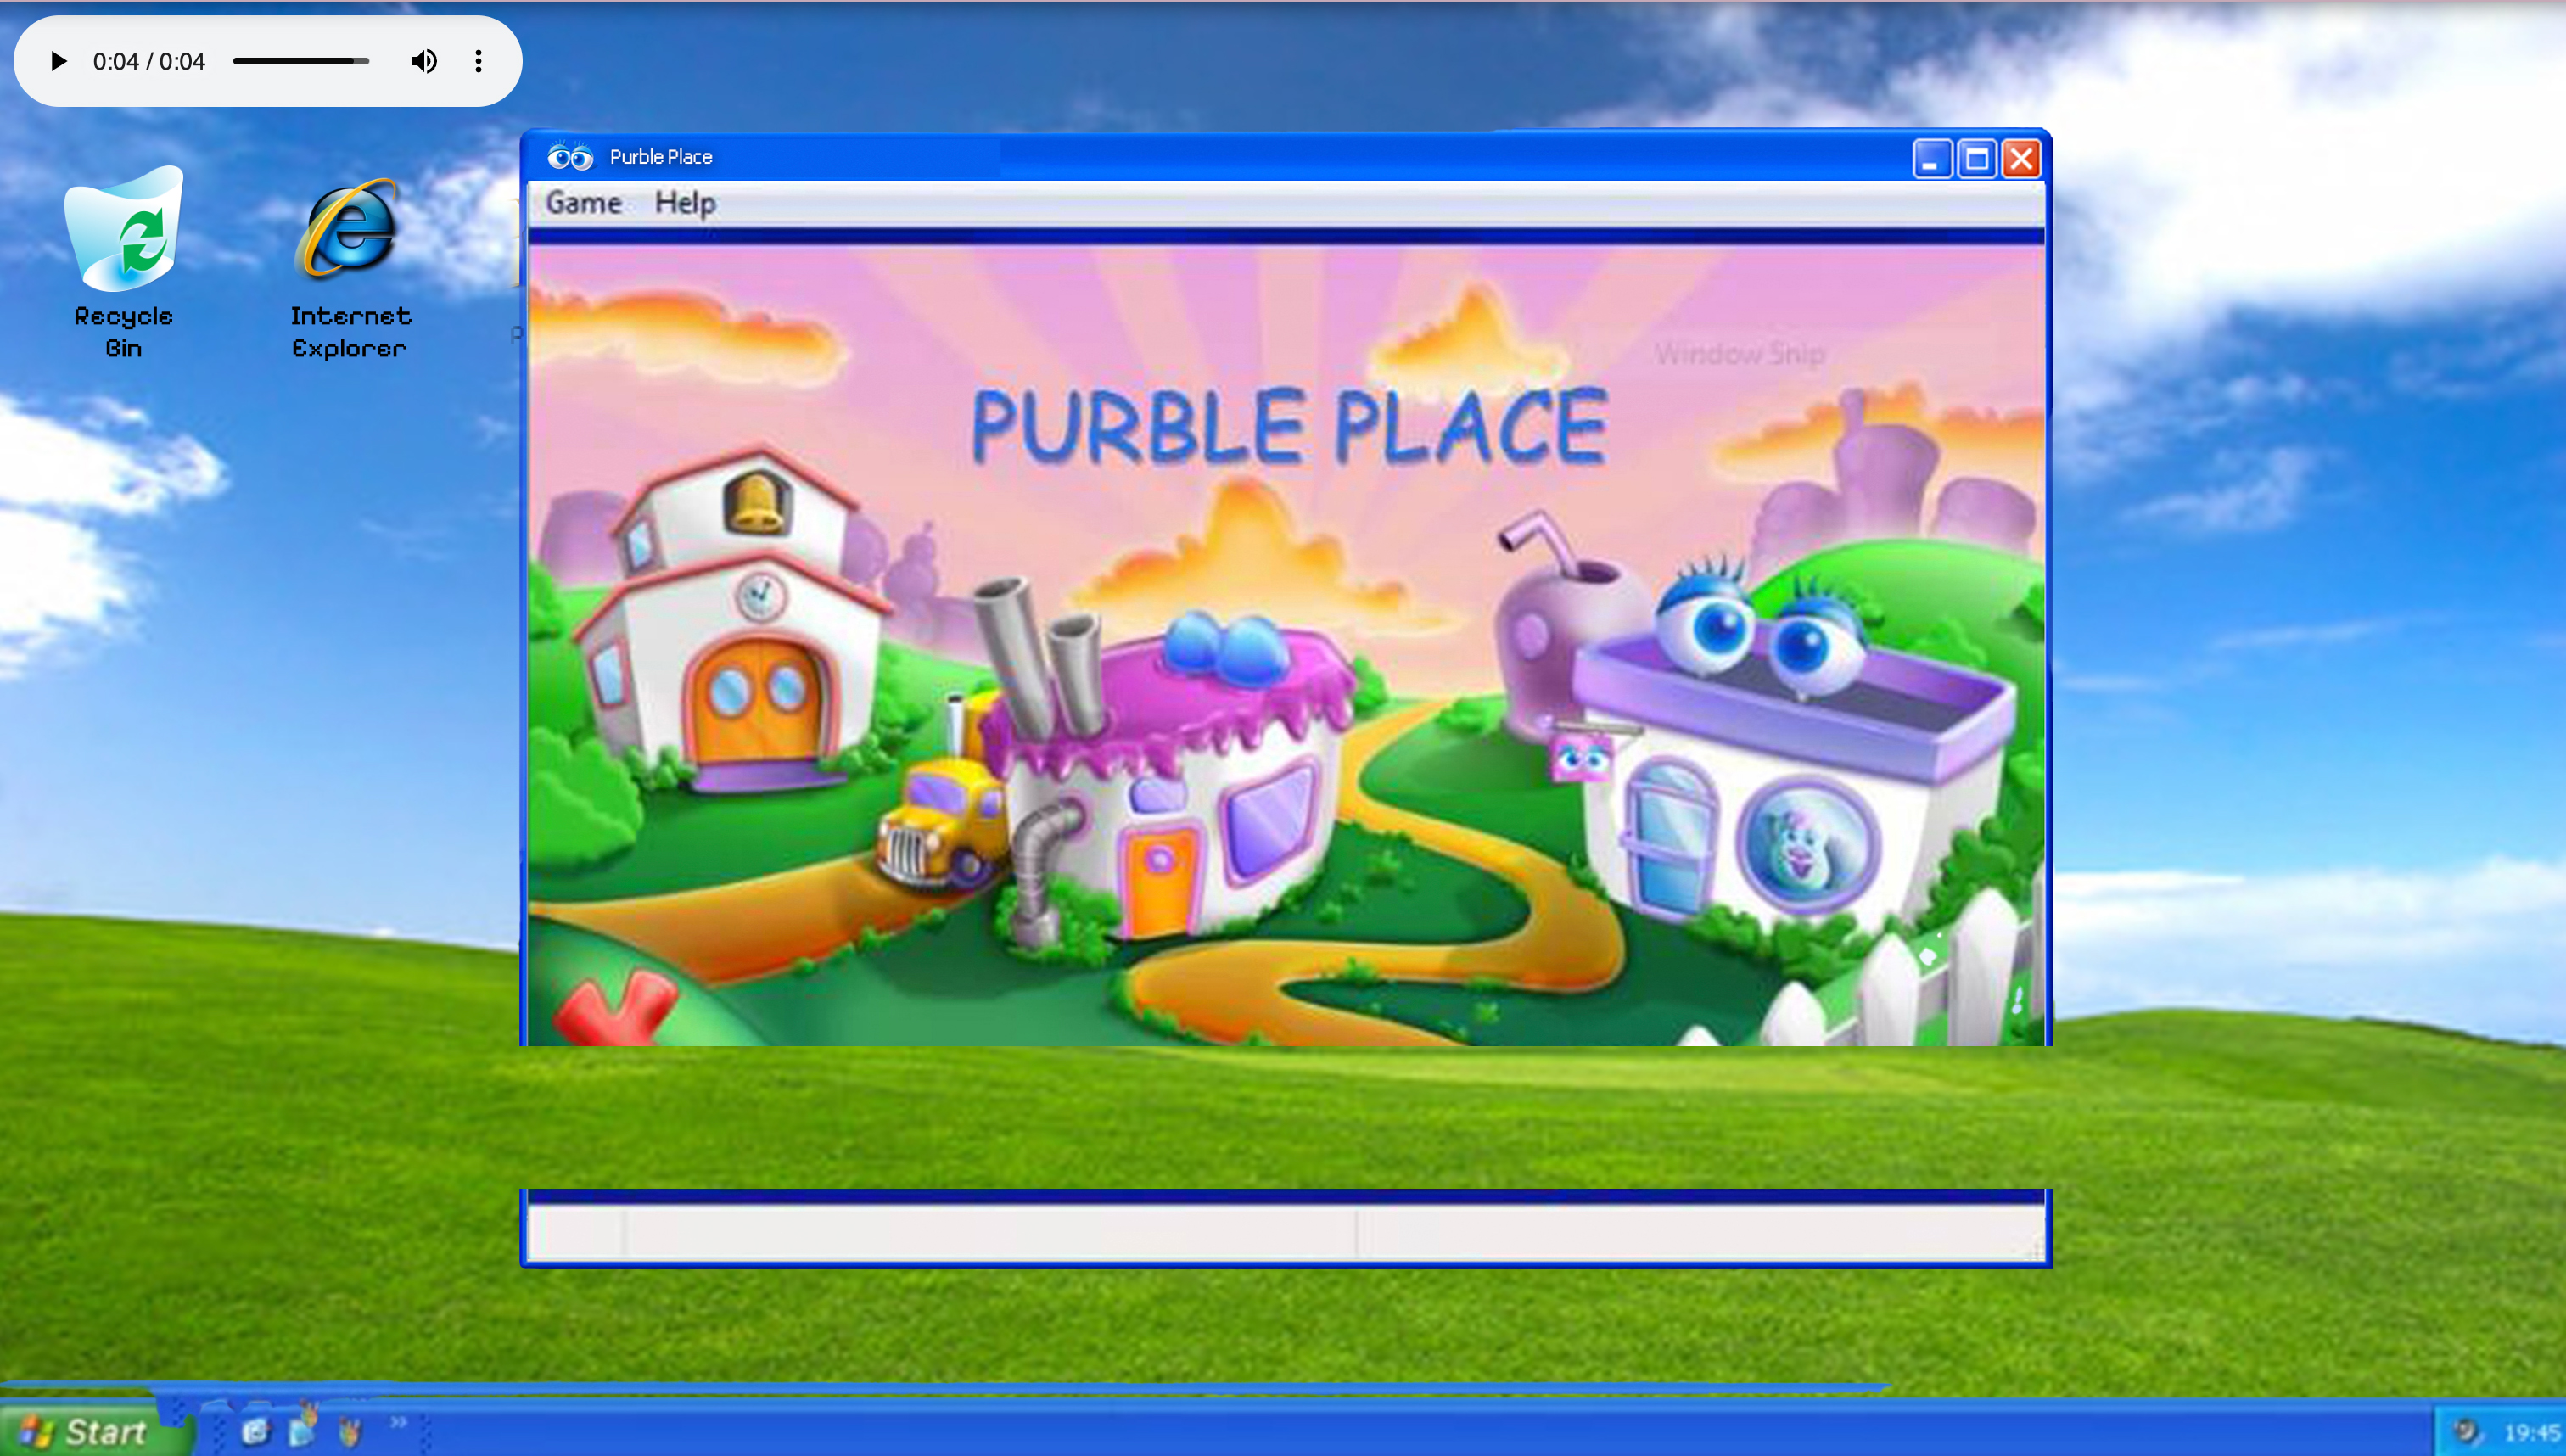 0:04 / 0:04
Recycle
Bin
Internet
Explorer
P
Purble Place
Game Help
Window Snip
PURBLE PLACE
Start
»
19:45